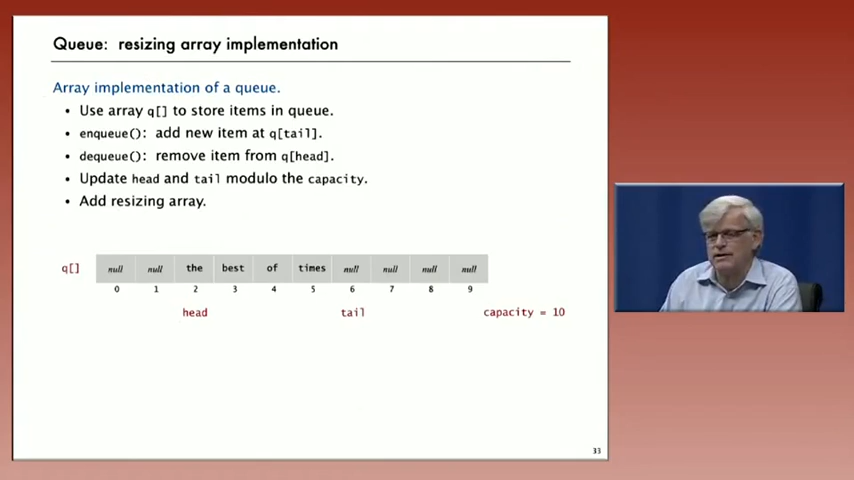 Queue: resizing array implementation
Array implementation of a queue.
• Use array q[] to store items in queue.
• enqueue(): add new item at q[tail].
• dequeue(): remove item from q[head].
• Update head and tail modulo the capacity.
• Add resizing array.
q[] null null the best of times null null null null
0 1 2 3 4 5 6 7 8 9
head tail capacity = 10
33